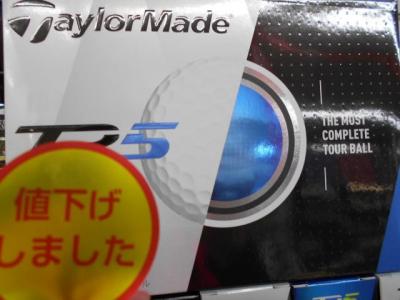 TaylorMade
TP5
THE MOST
COMPLETE
TOUR BALL
値下げ
しました